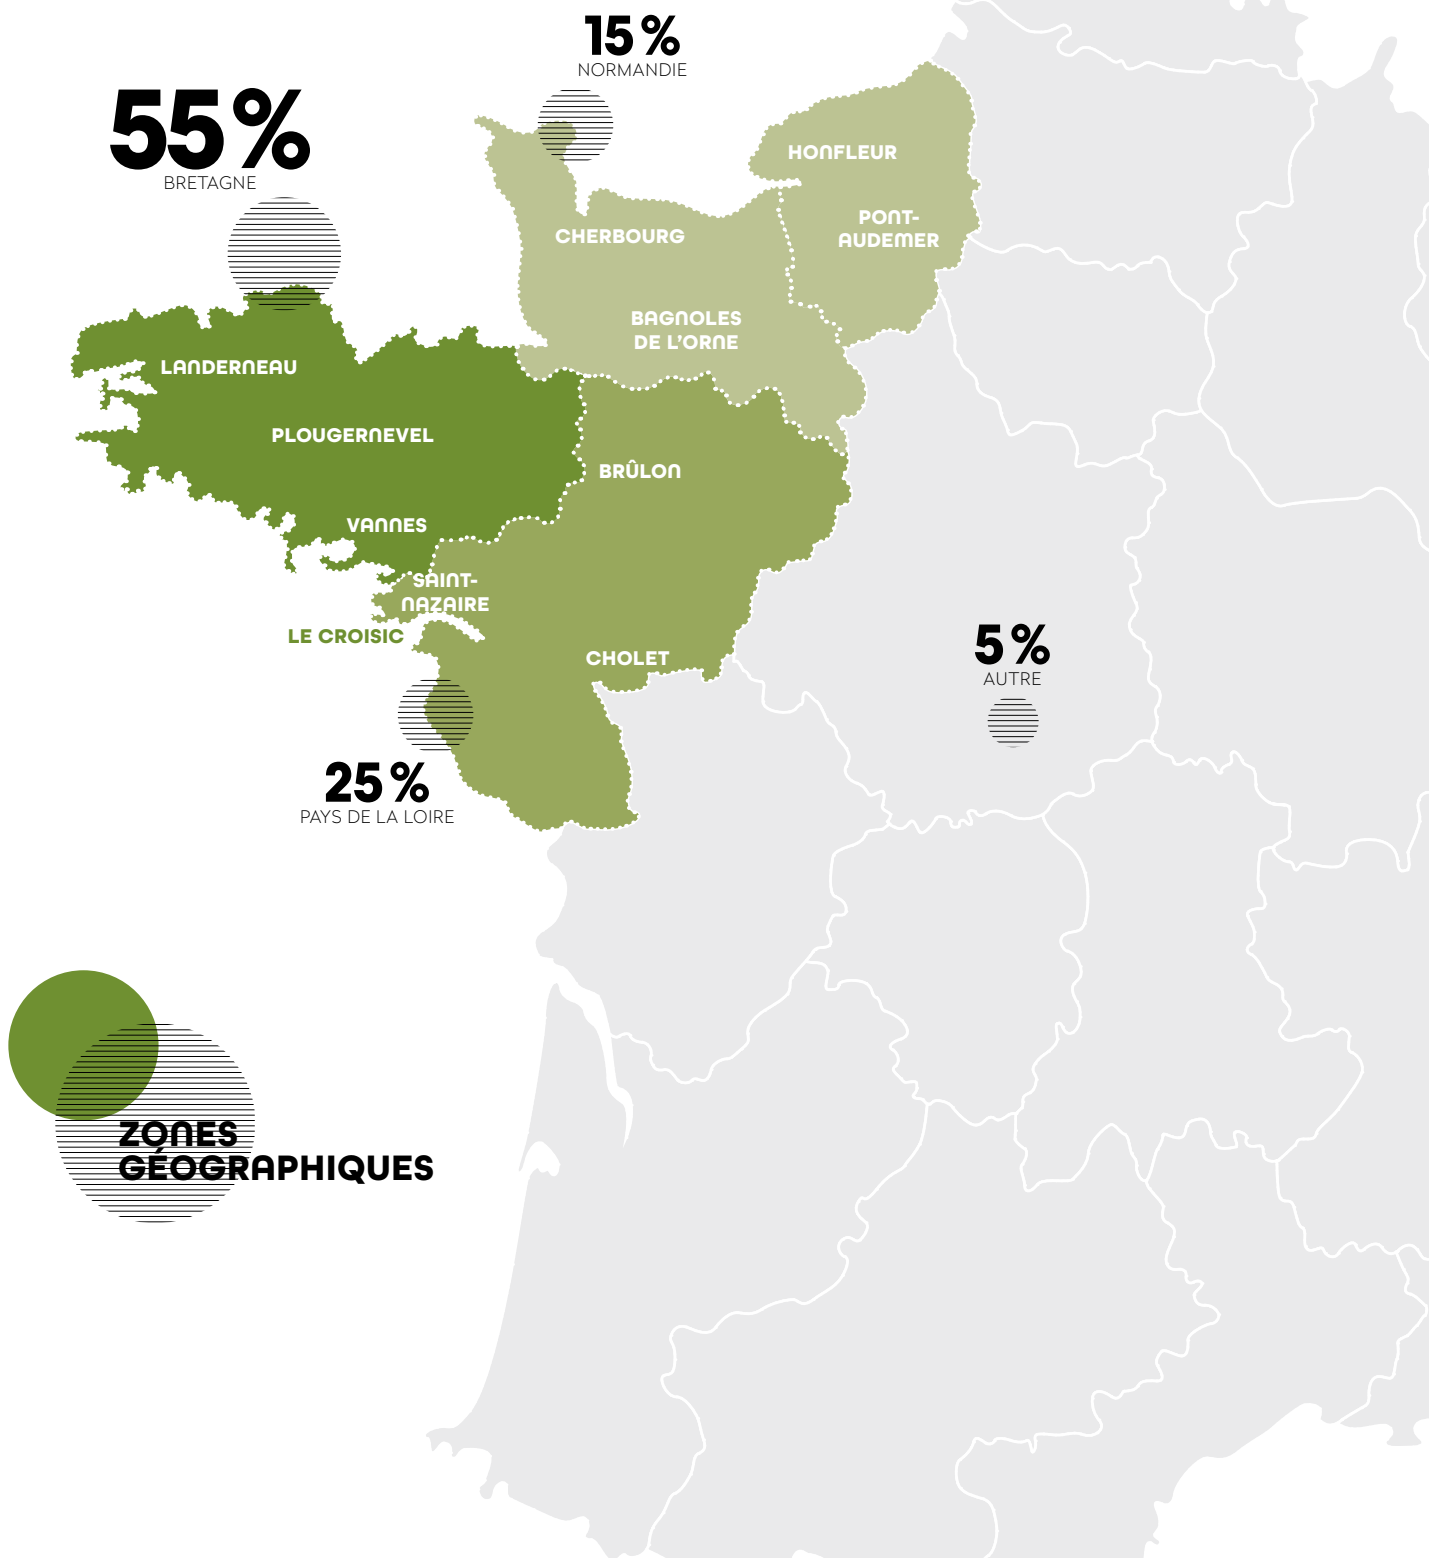 15 %
NORMANDIE
55 %
BRETAGNE
HONFLEUR
PONT-
AUDEMER
CHERBOURG
BAGNOLES
DE L'ORNE
LANDERNEAU
PLOUGERNEVEL
BRÛLON
VANNES
SAINT-
NAZAIRE
LE CROISIC
CHOLET
5 %
AUTRE
25 %
PAYS DE LA LOIRE
ZONES
GÉOGRAPHIQUES